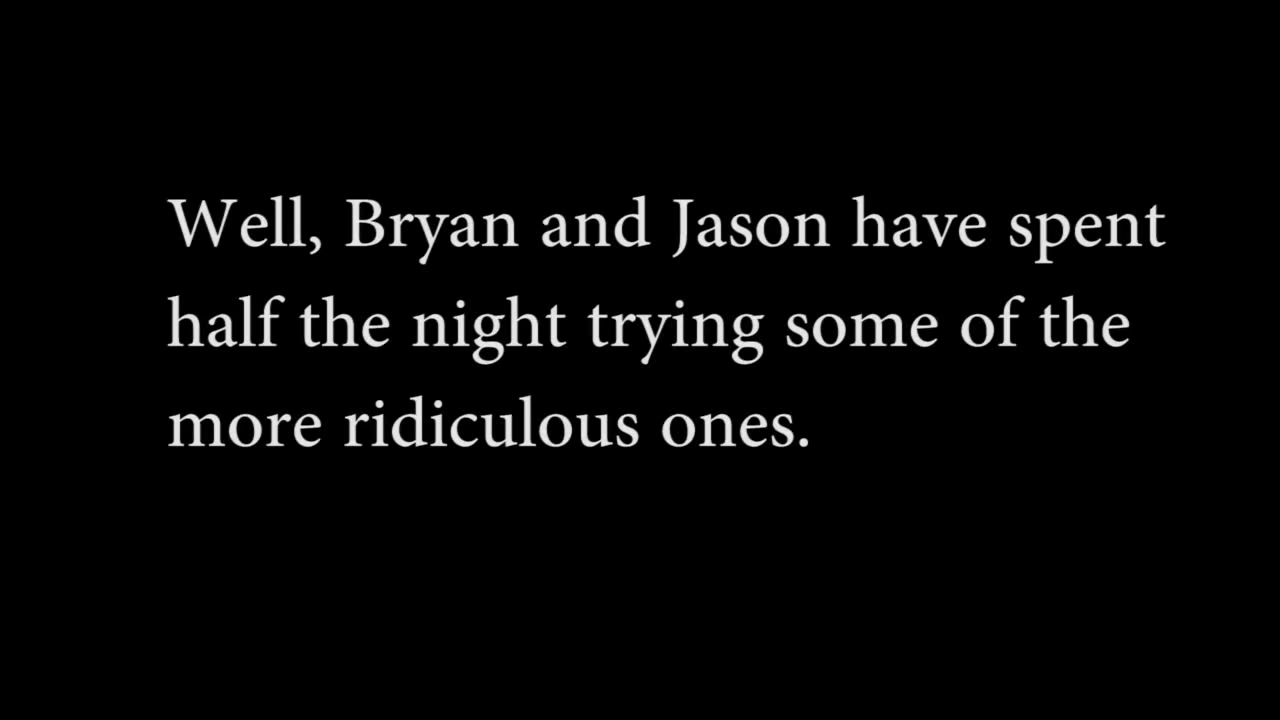 Well, Bryan and Jason have spent
half the night trying some of the
more ridiculous ones.